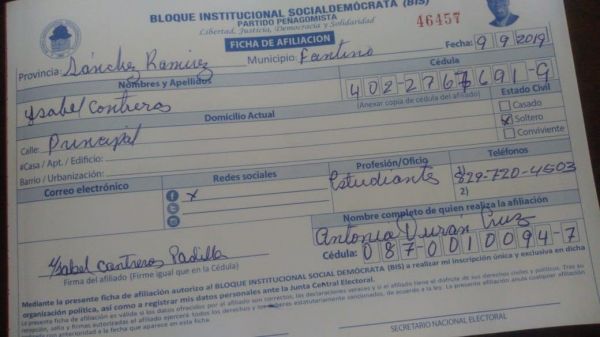 BLOQUE INSTITUCIONAL SOCIALDEMÓCRATA (BIS)
PARTIDO PEÑAGOMISTA
Libertad, Justicia, Democracia y Solidaridad
46457
FICHA DE AFILIACION
Fecha: 9 9 2019
Provincia: Sánchez Ramírez Municipio: Fantino
Nombres y Apellidos
Cédula
Ysabel Contreras
402-2767691-9
(Anexar copia de cédula del afiliado)
Domicilio Actual
Estado Civil
Casado
Calle: Principal
x Soltero
#Casa / Apt. / Edificio:
Conviviente
Barrio / Urbanización:
Correo electrónico
Redes sociales
Profesión/Oficio
Teléfonos
x
Estudiante
1) 829-720-4503
2)
Nombre completo de quien realiza la afiliación
Antonia Durán Cruz
Cédula: 087-0010094-7
Ysabel contreras Padilla
Firma del afiliado (Firme igual que en la Cédula)
Mediante la presente ficha de afiliación autorizo al BLOQUE INSTITUCIONAL SOCIALDEMÓCRATA (BIS) a realizar mi inscripción única y exclusiva en dicha
organización política, así como a registrar mis datos personales ante la Junta CeNtral Electoral.
SECRETARIO NACIONAL ELECTORAL